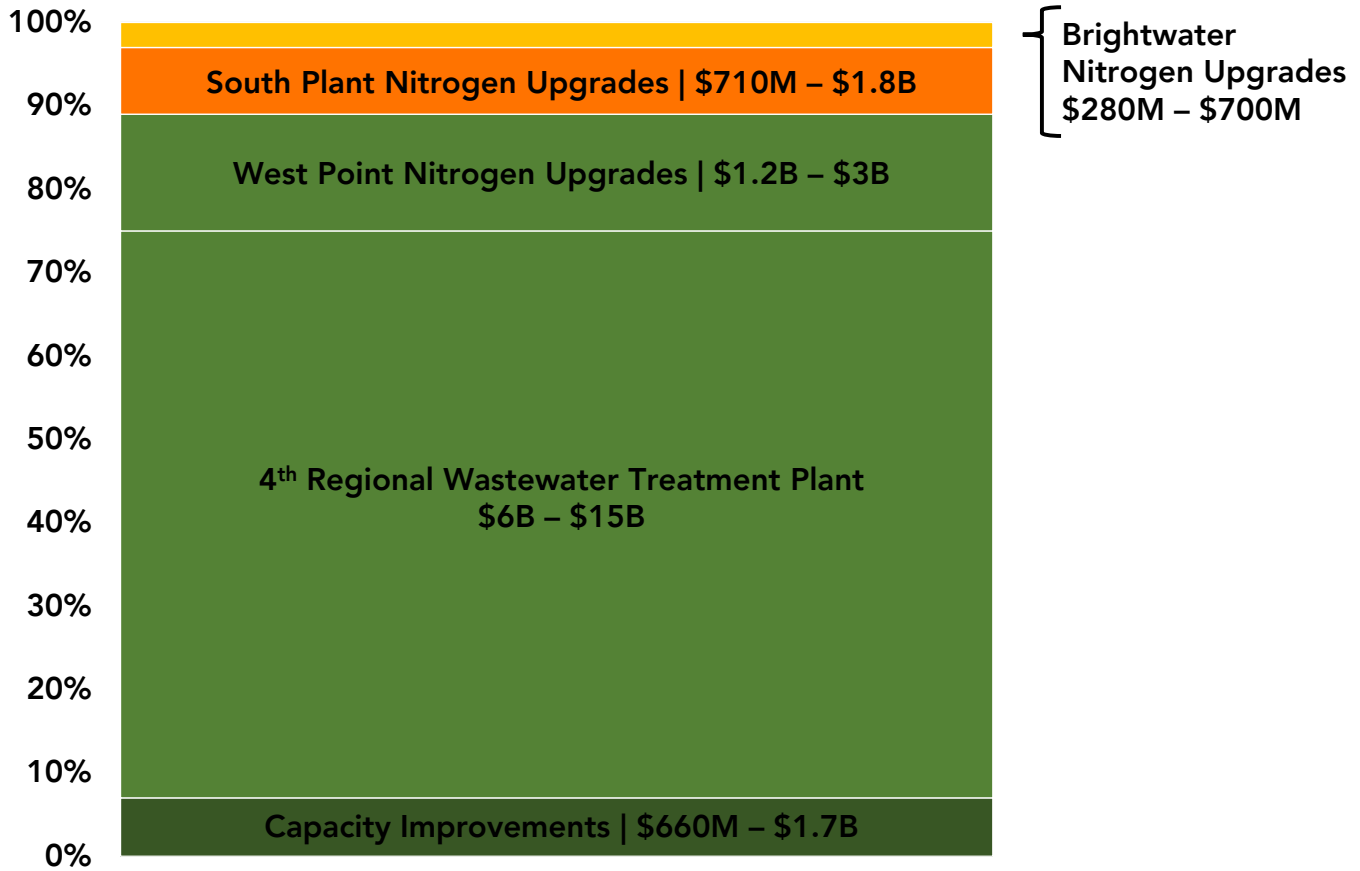 100%
90%
80%
70%
60%
50%
40%
30%
20%
10%
0%
South Plant Nitrogen Upgrades | $710M – $1.8B
West Point Nitrogen Upgrades | $1.2B – $3B
4th Regional Wastewater Treatment Plant
$6B – $15B
Capacity Improvements | $660M – $1.7B
Brightwater
Nitrogen Upgrades
$280M – $700M